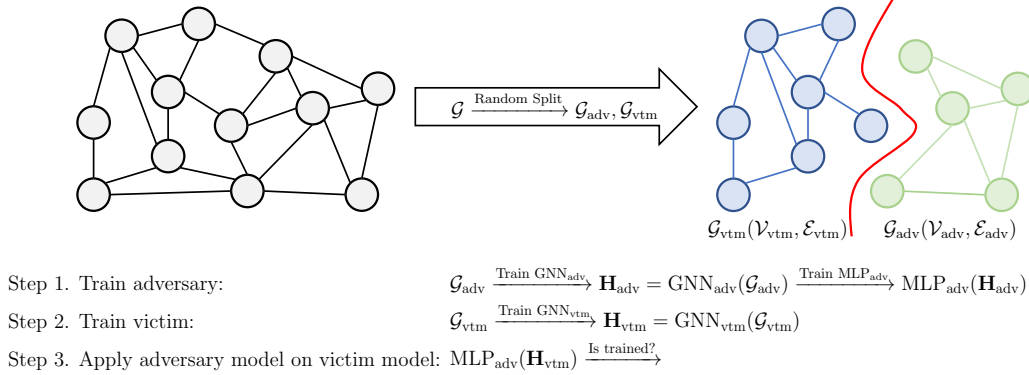 𝒢 —Random Split→ 𝒢_adv, 𝒢_vtm
𝒢_vtm(𝒱_vtm, ℰ_vtm) 𝒢_adv(𝒱_adv, ℰ_adv)
Step 1. Train adversary: 𝒢_adv —Train GNN_adv→ 𝐇_adv = GNN_adv(𝒢_adv) —Train MLP_adv→ MLP_adv(𝐇_adv)
Step 2. Train victim: 𝒢_vtm —Train GNN_vtm→ 𝐇_vtm = GNN_vtm(𝒢_vtm)
Step 3. Apply adversary model on victim model: MLP_adv(𝐇_vtm) —Is trained?→